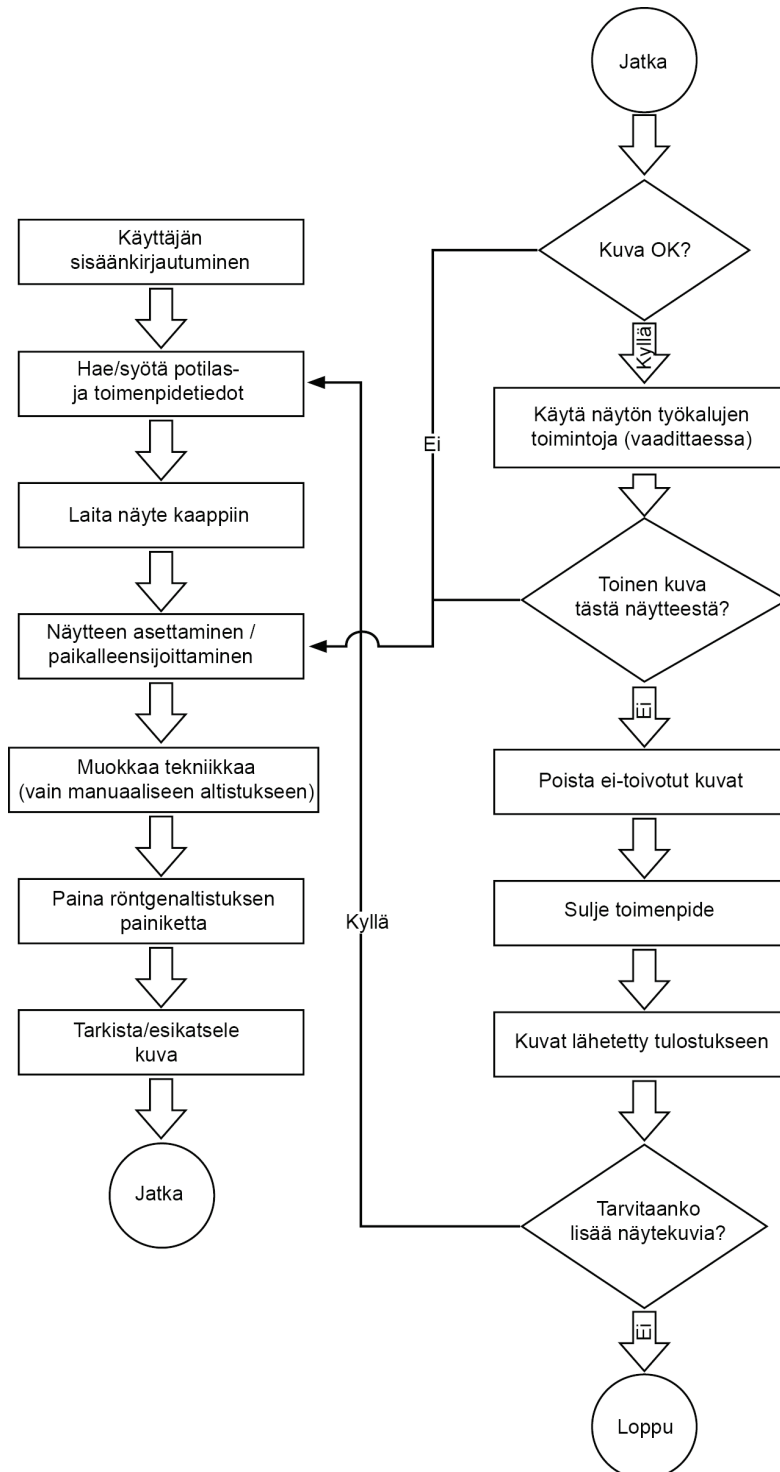 Käyttäjän
sisäänkirjautuminen
Hae/syötä potilas-
ja toimenpidetiedot
Laita näyte kaappiin
Näytteen asettaminen /
paikalleensijoittaminen
Muokkaa tekniikkaa
(vain manuaaliseen altistukseen)
Paina röntgenaltistuksen
painiketta
Tarkista/esikatsele
kuva
Jatka
Jatka
Kuva OK?
Ei
Kyllä
Käytä näytön työkalujen
toimintoja (vaadittaessa)
Toinen kuva
tästä näytteestä?
Ei
Poista ei-toivotut kuvat
Sulje toimenpide
Kuvat lähetetty tulostukseen
Tarvitaanko
lisää näytekuvia?
Kyllä
Ei
Loppu